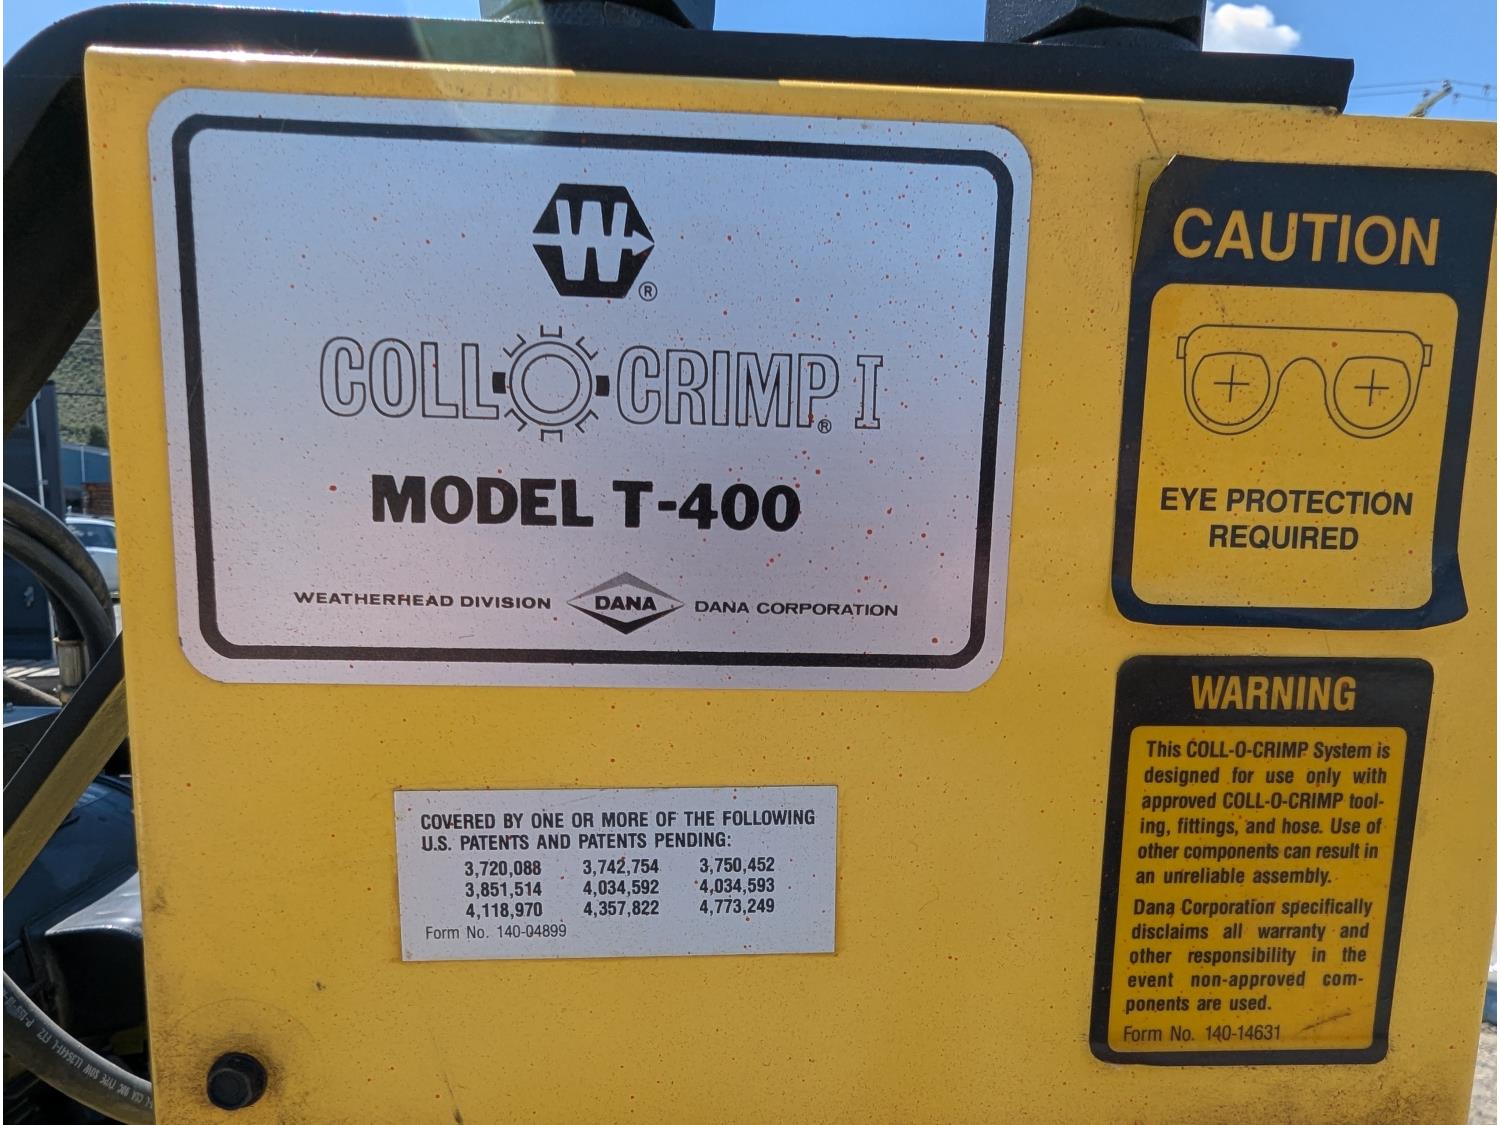 W
®
COLL-O-CRIMP® I
MODEL T-400
WEATHERHEAD DIVISION DANA DANA CORPORATION
CAUTION
EYE PROTECTION
REQUIRED
COVERED BY ONE OR MORE OF THE FOLLOWING
U.S. PATENTS AND PATENTS PENDING:
3,720,088 3,742,754 3,750,452
3,851,514 4,034,592 4,034,593
4,118,970 4,357,822 4,773,249
Form No. 140-04899
WARNING
This COLL-O-CRIMP System is
designed for use only with
approved COLL-O-CRIMP tool-
ing, fittings, and hose. Use of
other components can result in
an unreliable assembly.
Dana Corporation specifically
disclaims all warranty and
other responsibility in the
event non-approved com-
ponents are used.
Form No. 140-14631